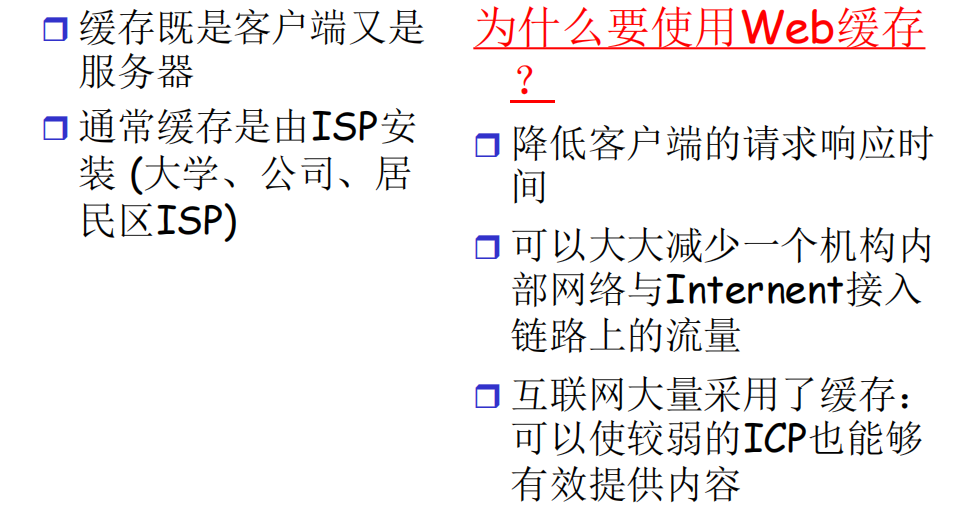 缓存既是客户端又是
服务器
通常缓存是由ISP安
装 (大学、公司、居
民区ISP)
为什么要使用Web缓存
？
降低客户端的请求响应时
间
可以大大减少一个机构内
部网络与Internent接入
链路上的流量
互联网大量采用了缓存：
可以使较弱的ICP也能够
有效提供内容